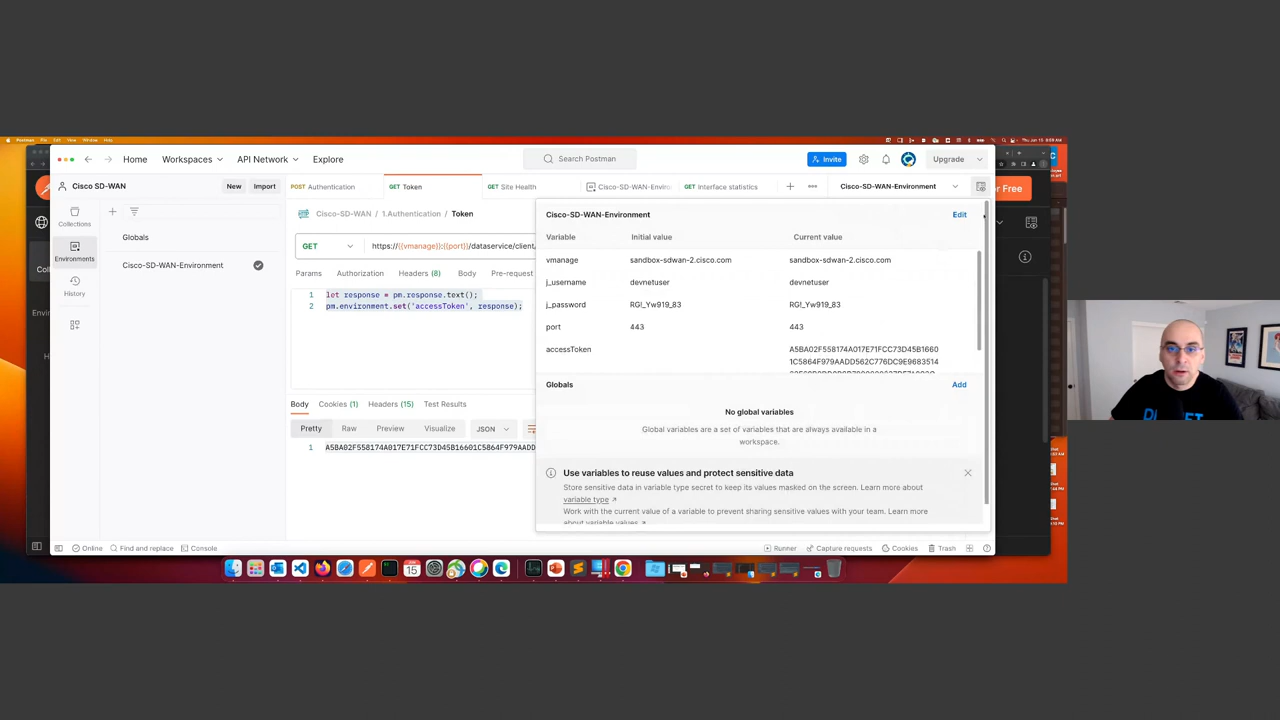 Home Workspaces API Network Explore
Search Postman
Invite
Upgrade
Cisco SD-WAN
New Import
GET Authentication
GET Token
GET Site Health
Cisco-SD-WAN-Enviro
GET Interface statistics
Cisco-SD-WAN-Environment
or Free
Collections
Environments
History
Globals
Cisco-SD-WAN-Environment
Cisco-SD-WAN / 1.Authentication / Token
GET
https://{{vmanage}}:{{port}}/dataservice/client/
Params Authorization Headers (8) Body Pre-request
1 let response = pm.response.text();
2 pm.environment.set('accessToken', response);
Body Cookies (1) Headers (15) Test Results
Pretty Raw Preview Visualize JSON
1 A5BA02F558174A017E71FCC73D45B16601C5864F979AADD
Cisco-SD-WAN-Environment Edit
Variable Initial value Current value
vmanage sandbox-sdwan-2.cisco.com sandbox-sdwan-2.cisco.com
j_username devnetuser devnetuser
j_password RG!_Yw919_83 RG!_Yw919_83
port 443 443
accessToken A5BA02F558174A017E71FCC73D45B1660
1C5864F979AADD562C776DC9E9683514
Globals Add
No global variables
Global variables are a set of variables that are always available in a
workspace.
Use variables to reuse values and protect sensitive data
Store sensitive data in variable type secret to keep its values masked on the screen. Learn more about
variable type ↗
Work with the current value of a variable to prevent sharing sensitive values with your team. Learn more
about variable values ↗
Online Find and replace Console
Runner Capture requests Cookies Trash
15